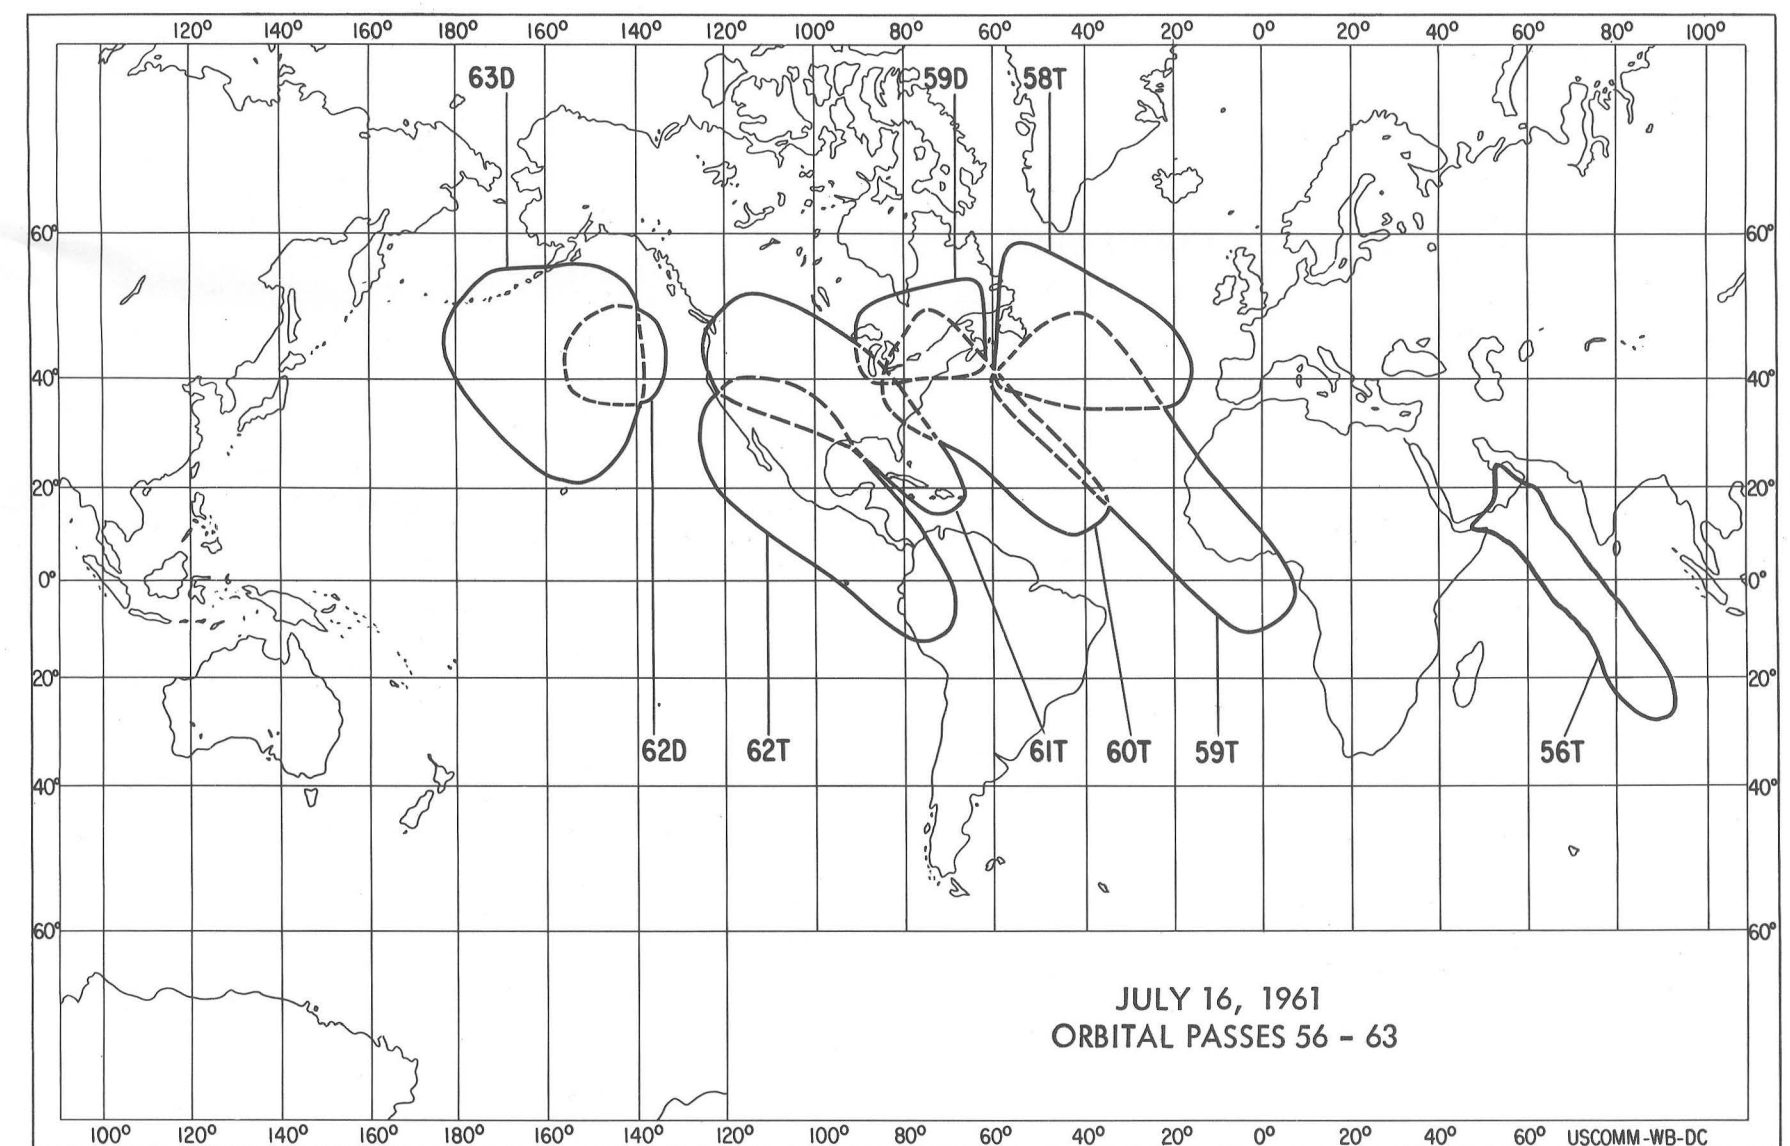 120° 140° 160° 180° 160° 140° 120° 100° 80° 60° 40° 20° 0° 20° 40° 60° 80° 100°
63D 59D 58T
60° 60°
40° 40°
20° 20°
0° 0°
20° 20°
62D 62T 61T 60T 59T 56T
40° 40°
60° 60°
JULY 16, 1961
ORBITAL PASSES 56 - 63
100° 120° 140° 160° 180° 160° 140° 120° 100° 80° 60° 40° 20° 0° 20° 40° 60° USCOMM-WB-DC